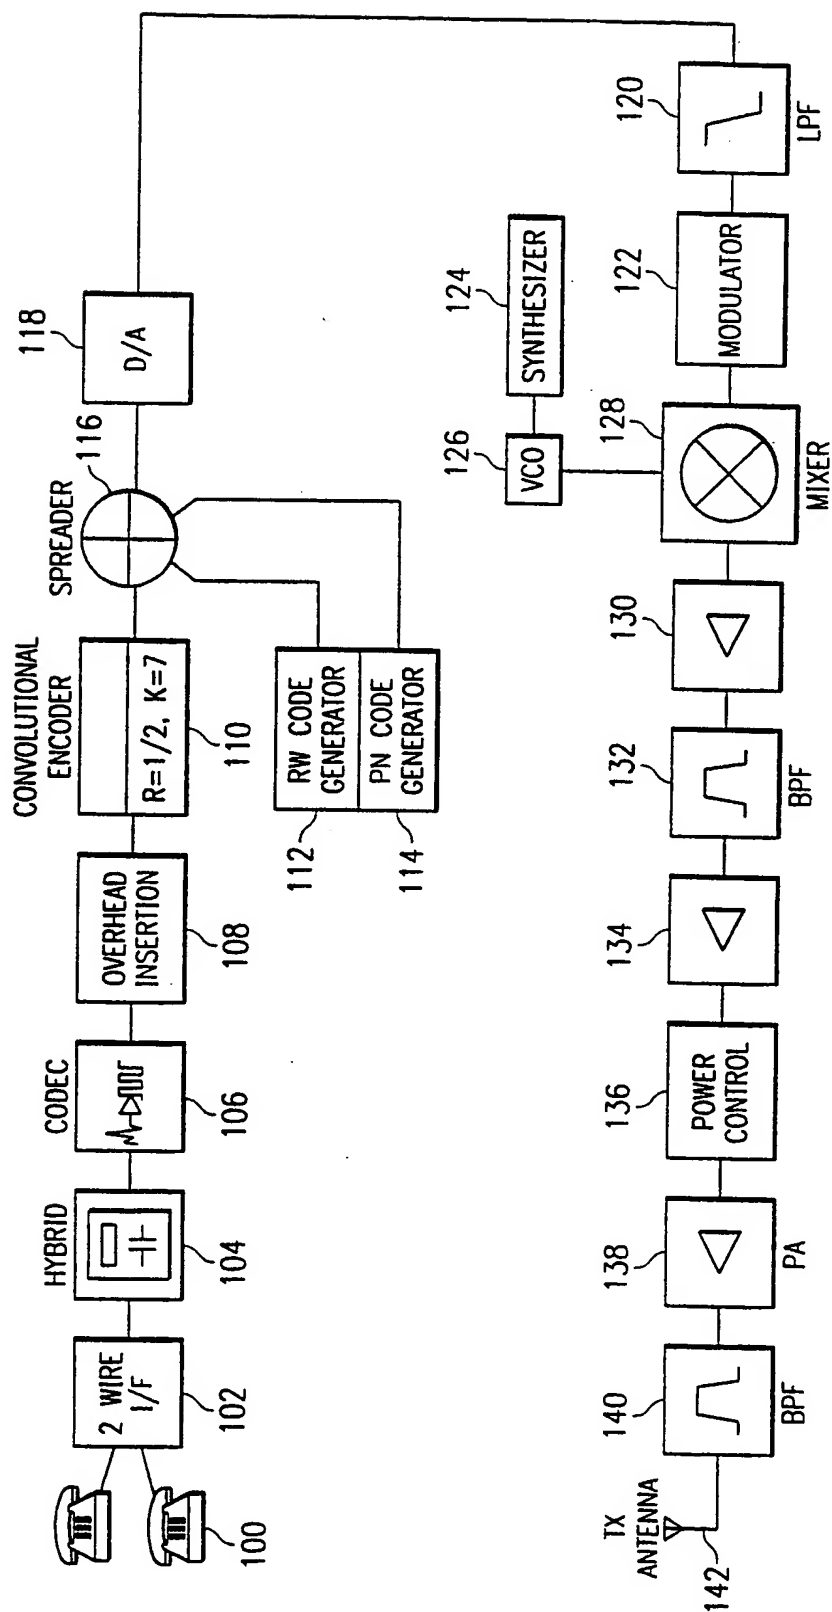 100
2 WIRE
I/F
102
HYBRID
104
CODEC
106
OVERHEAD
INSERTION
108
CONVOLUTIONAL
ENCODER
R=1/2, K=7
110
RW CODE
GENERATOR
112
PN CODE
GENERATOR
114
SPREADER
116
118
D/A
120
LPF
122
MODULATOR
124
SYNTHESIZER
126
VCO
128
MIXER
130
132
BPF
134
136
POWER
CONTROL
138
PA
140
BPF
TX
ANTENNA
142